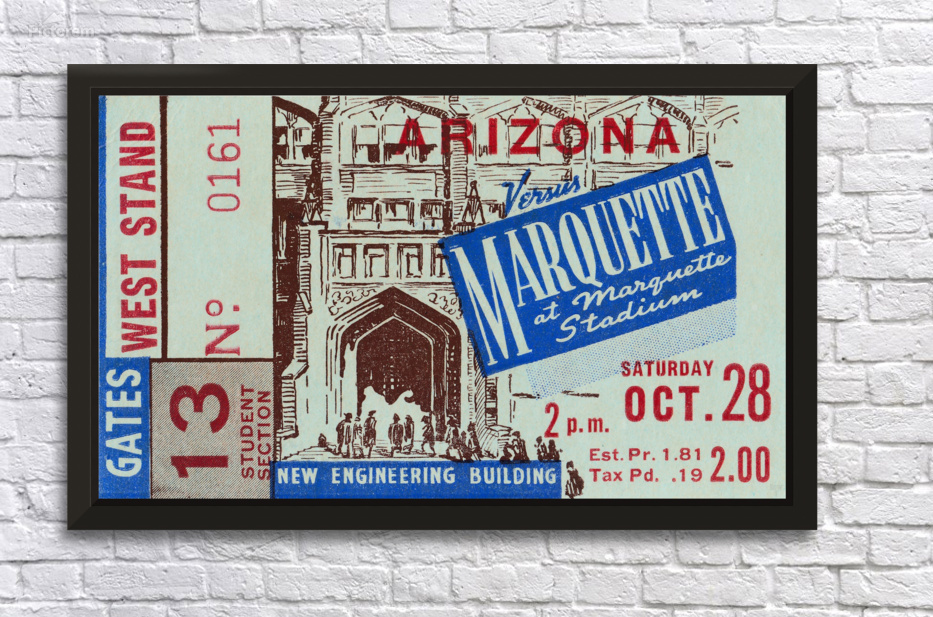 GATES
WEST STAND
Nº. 0161
13
STUDENT
SECTION
ARIZONA
Versus
MARQUETTE
at Marquette
Stadium
SATURDAY
OCT. 28
2 p.m.
Est. Pr. 1.81
Tax Pd. .19
2.00
NEW ENGINEERING BUILDING